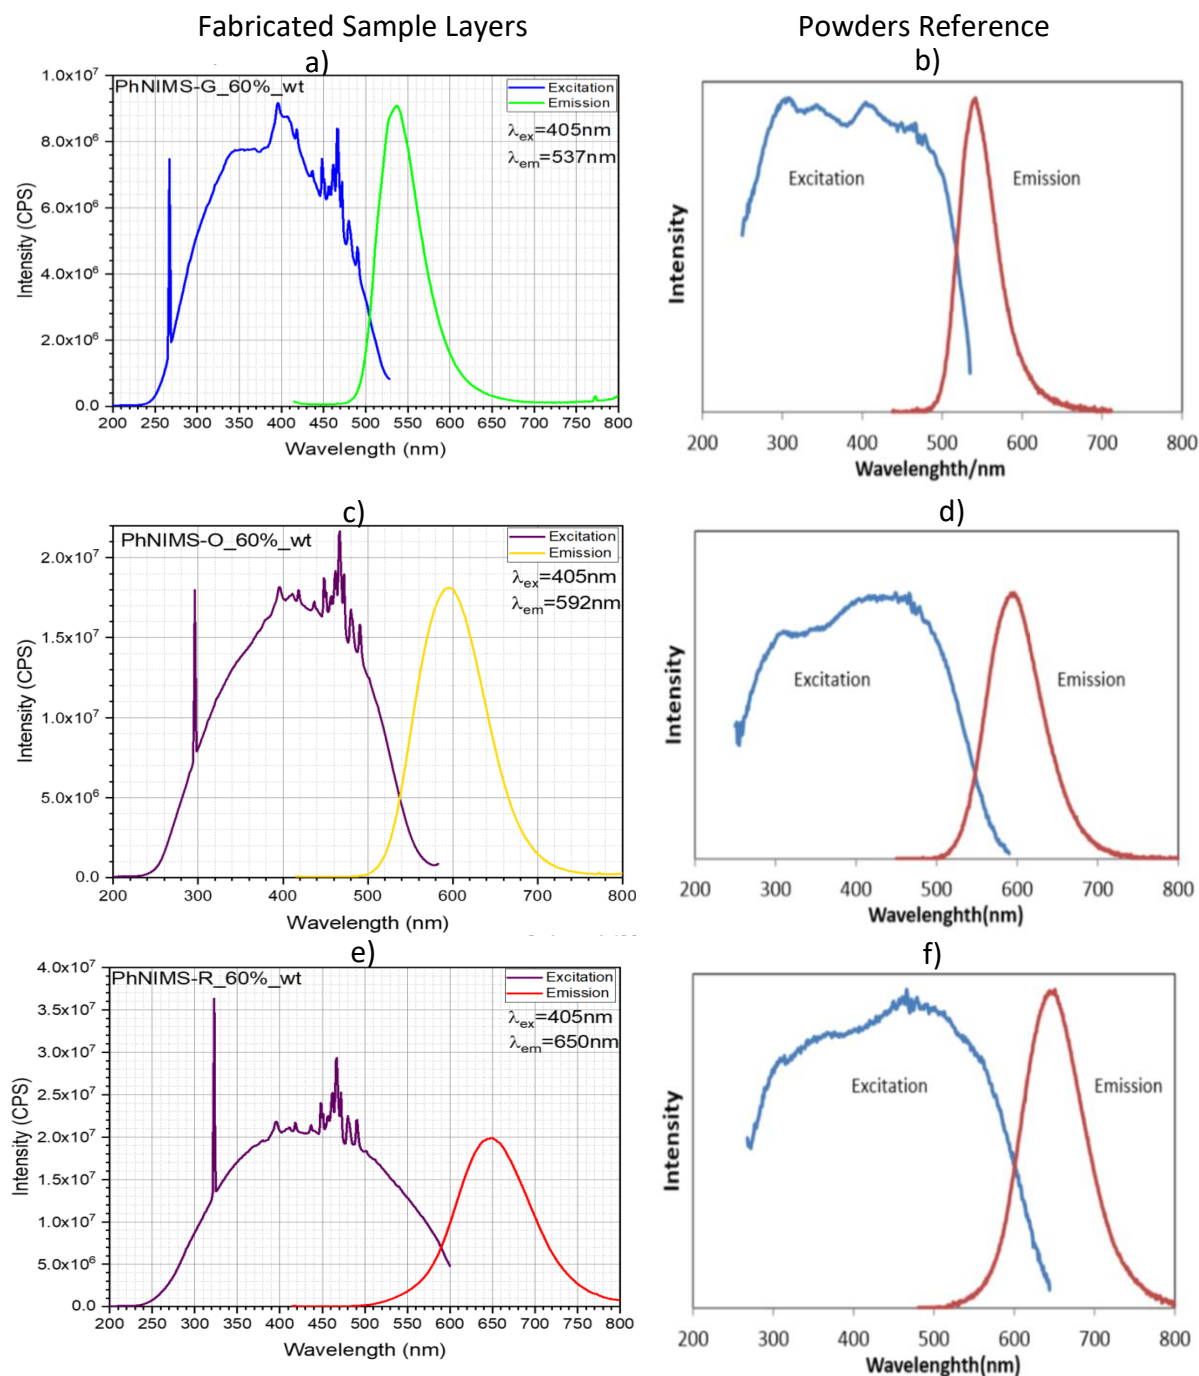 Fabricated Sample Layers
Powders Reference
a)
PhNIMS-G_60%_wt
Excitation
Emission
λex=405nm
λem=537nm
1.0x10⁷
8.0x10⁶
6.0x10⁶
4.0x10⁶
2.0x10⁶
0.0
Intensity (CPS)
200 250 300 350 400 450 500 550 600 650 700 750 800
Wavelength (nm)
b)
Excitation
Emission
Intensity
200 300 400 500 600 700 800
Wavelenghth/nm
c)
PhNIMS-O_60%_wt
Excitation
Emission
λex=405nm
λem=592nm
2.0x10⁷
1.5x10⁷
1.0x10⁷
5.0x10⁶
0.0
Intensity (CPS)
200 300 400 500 600 700 800
Wavelength (nm)
d)
Excitation
Emission
Intensity
200 300 400 500 600 700 800
Wavelenghth(nm)
e)
PhNIMS-R_60%_wt
Excitation
Emission
λex=405nm
λem=650nm
4.0x10⁷
3.5x10⁷
3.0x10⁷
2.5x10⁷
2.0x10⁷
1.5x10⁷
1.0x10⁷
5.0x10⁶
0.0
Intensity (CPS)
200 250 300 350 400 450 500 550 600 650 700 750 800
Wavelength (nm)
f)
Excitation
Emission
Intensity
200 300 400 500 600 700 800
Wavelenghth(nm)